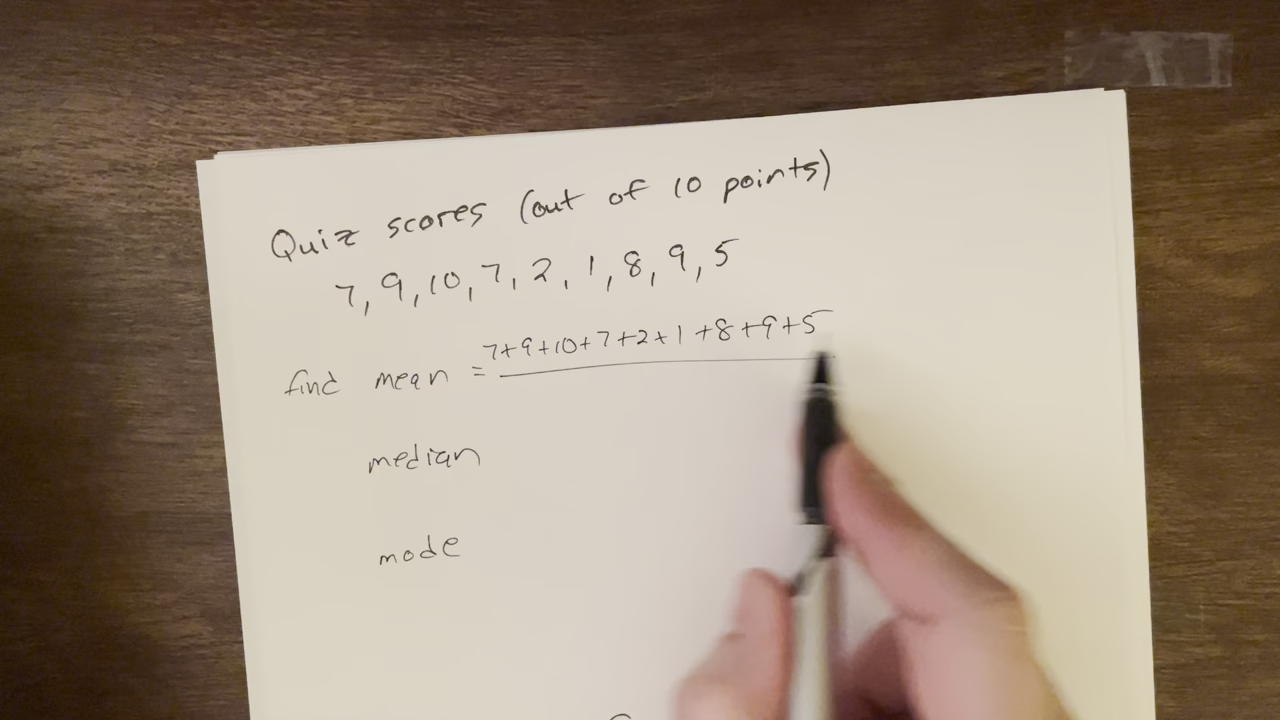 Quiz scores (out of 10 points)
7, 9, 10, 7, 2, 1, 8, 9, 5
7+9+10+7+2+1+8+9+5
find mean =
median
mode